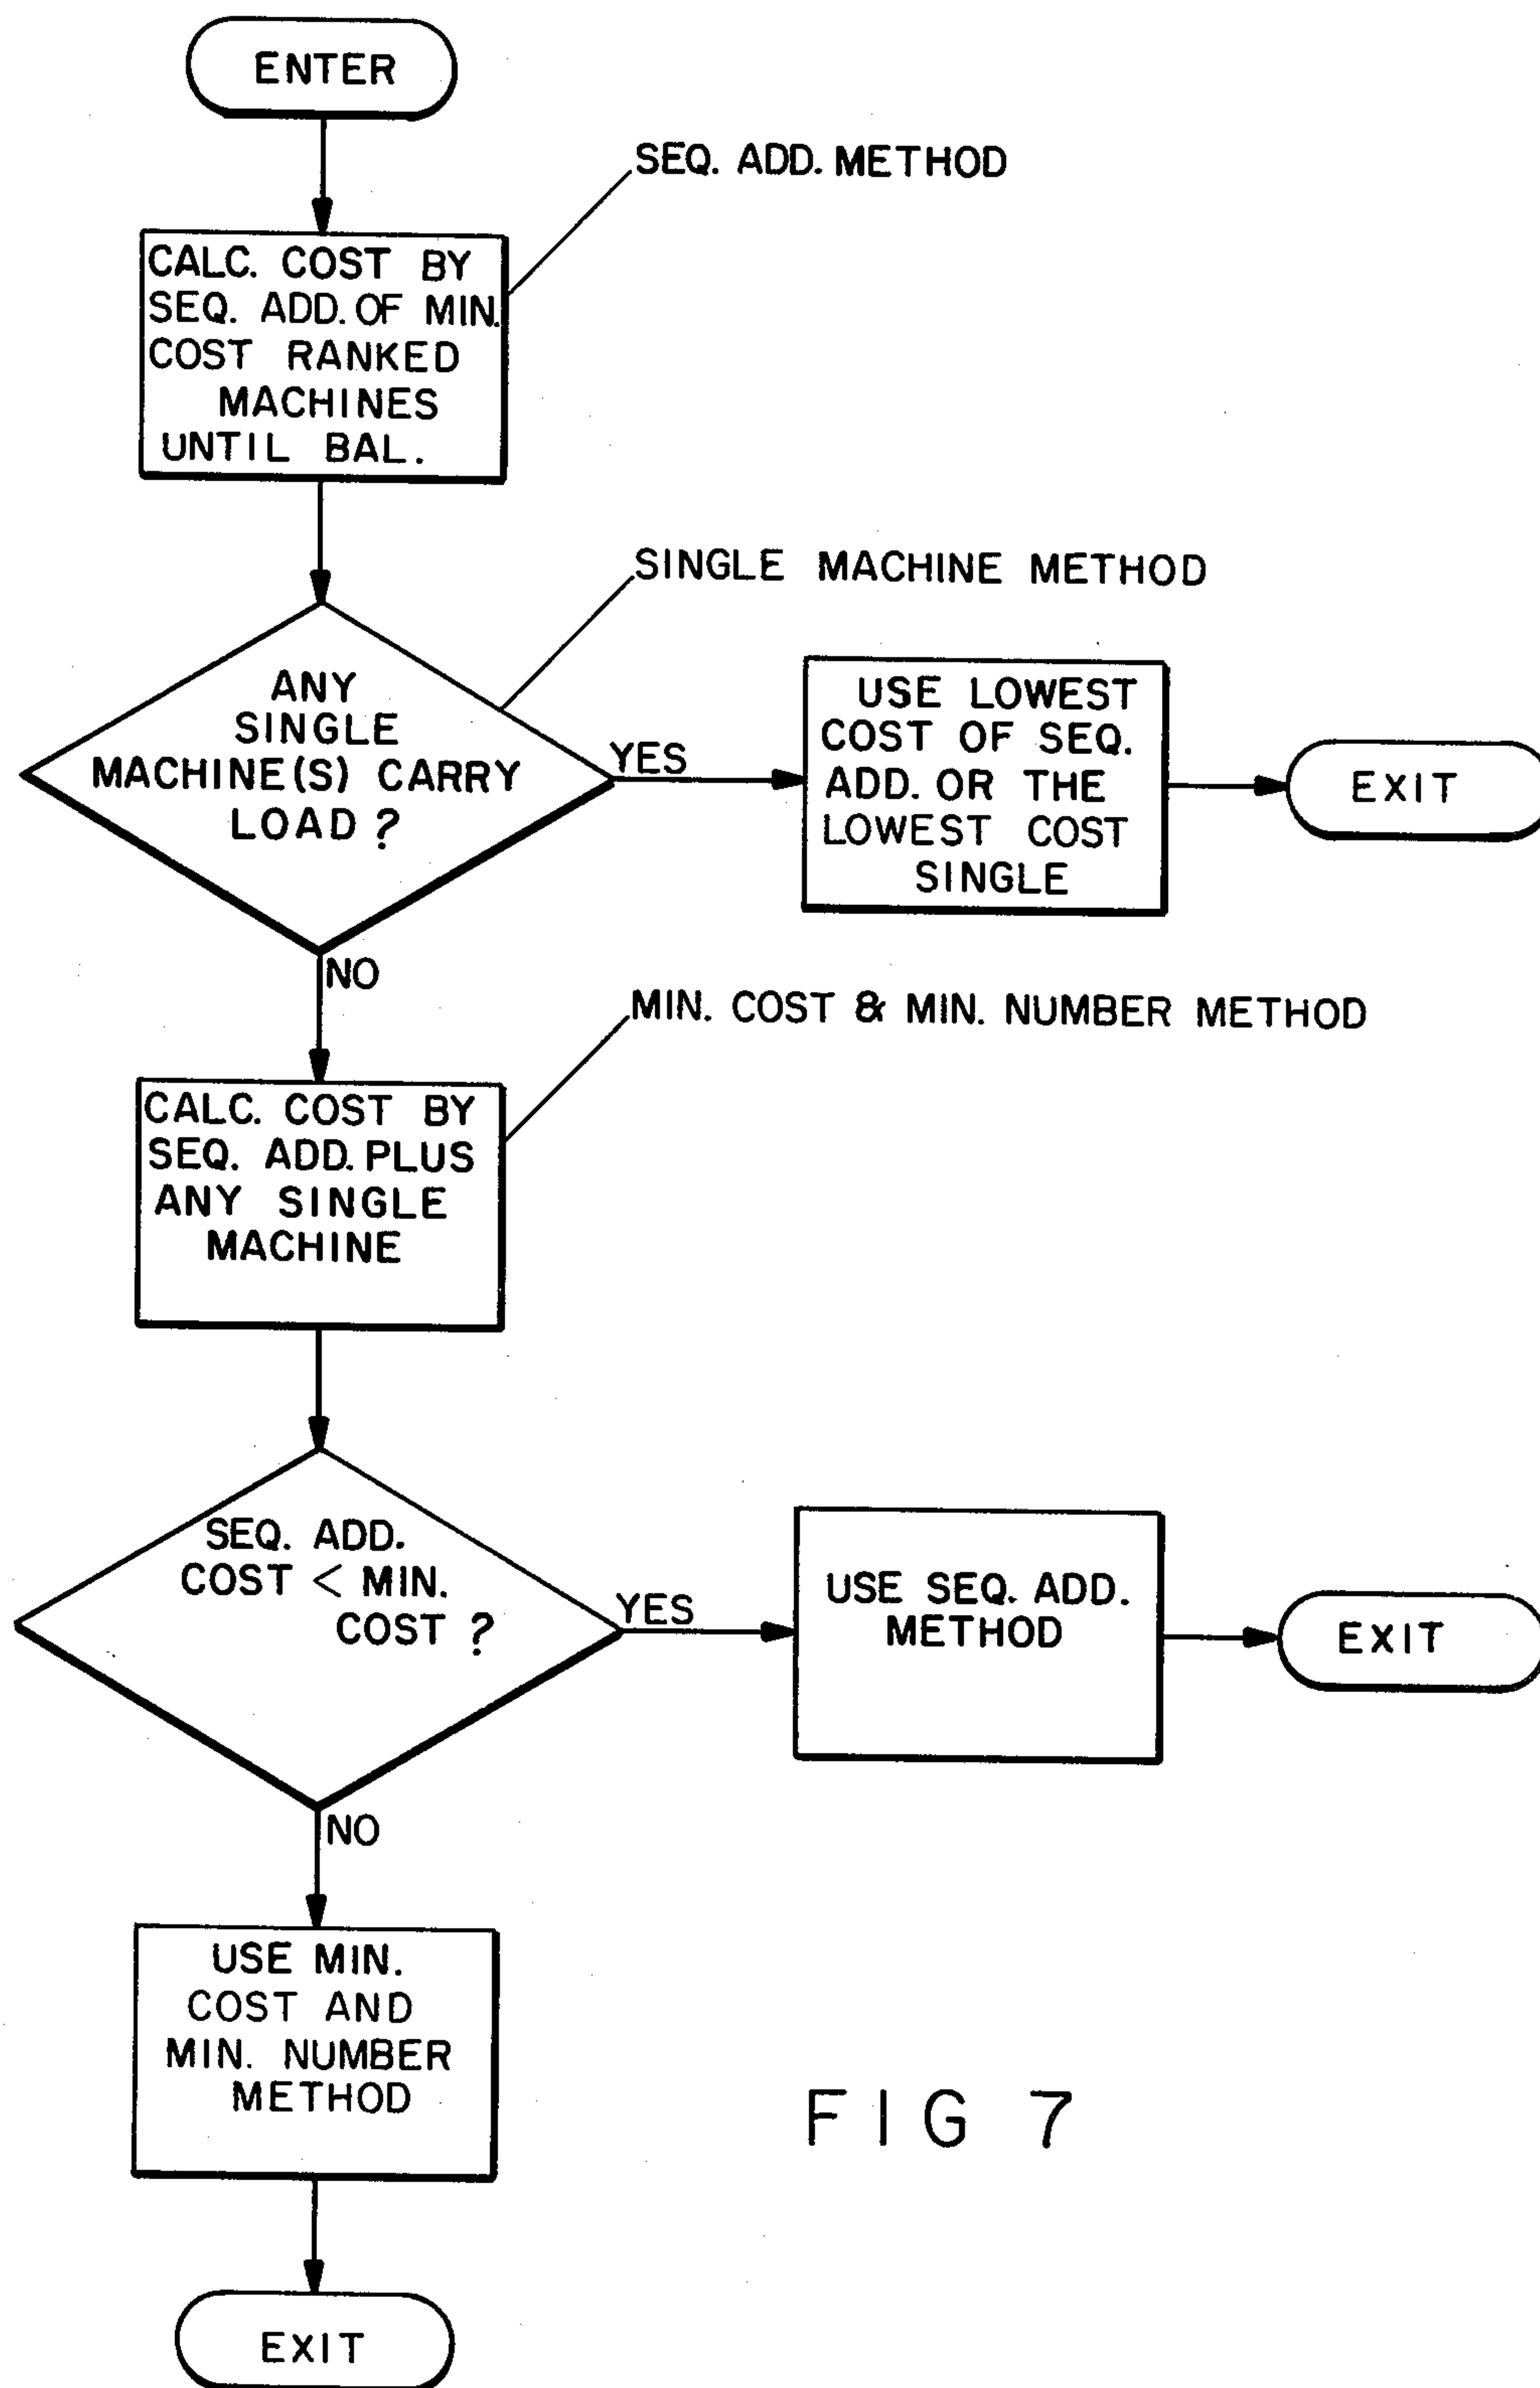 ENTER
SEQ. ADD. METHOD
CALC. COST BY
SEQ. ADD. OF MIN.
COST RANKED
MACHINES
UNTIL BAL.
SINGLE MACHINE METHOD
ANY
SINGLE
MACHINE(S) CARRY
LOAD ?
YES
USE LOWEST
COST OF SEQ.
ADD. OR THE
LOWEST COST
SINGLE
EXIT
NO
MIN. COST & MIN. NUMBER METHOD
CALC. COST BY
SEQ. ADD. PLUS
ANY SINGLE
MACHINE
SEQ. ADD.
COST < MIN.
COST ?
YES
USE SEQ. ADD.
METHOD
EXIT
NO
USE MIN.
COST AND
MIN. NUMBER
METHOD
EXIT
FIG 7